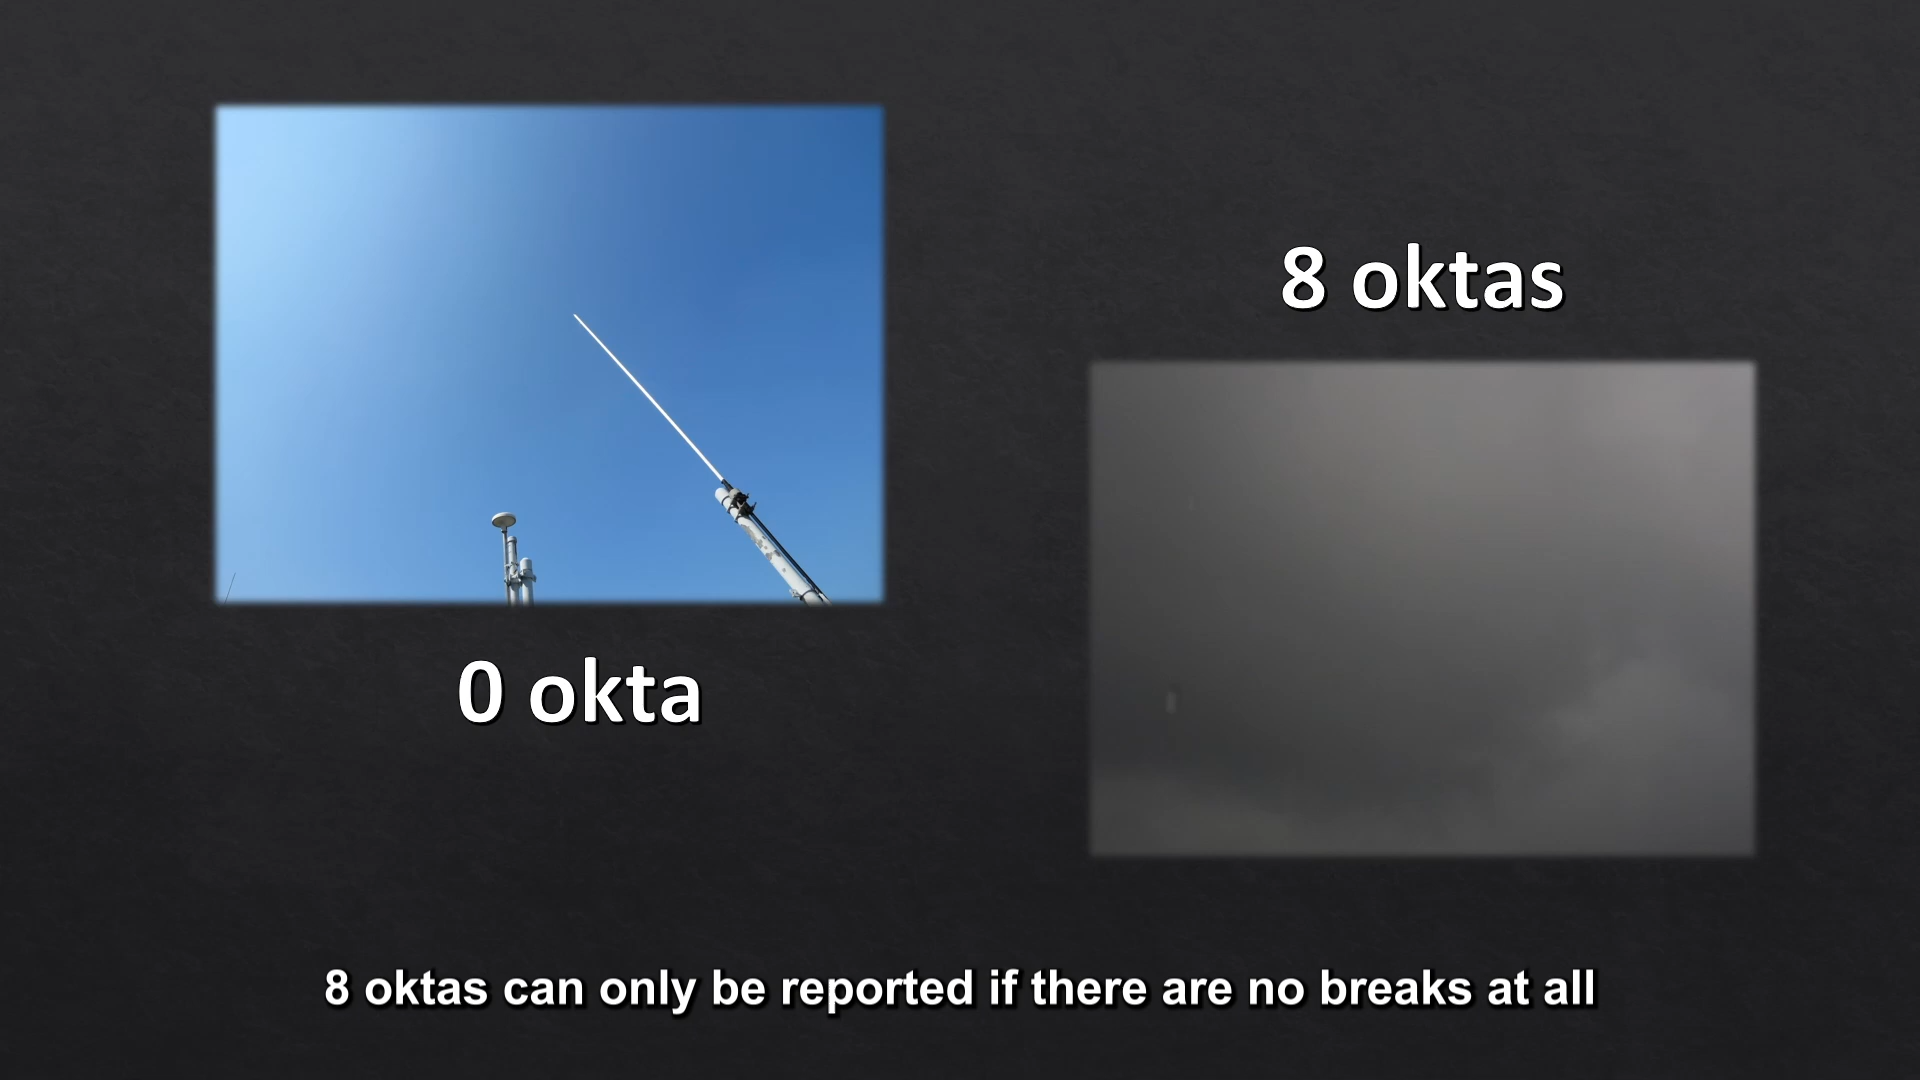 8 oktas
0 okta
8 oktas can only be reported if there are no breaks at all